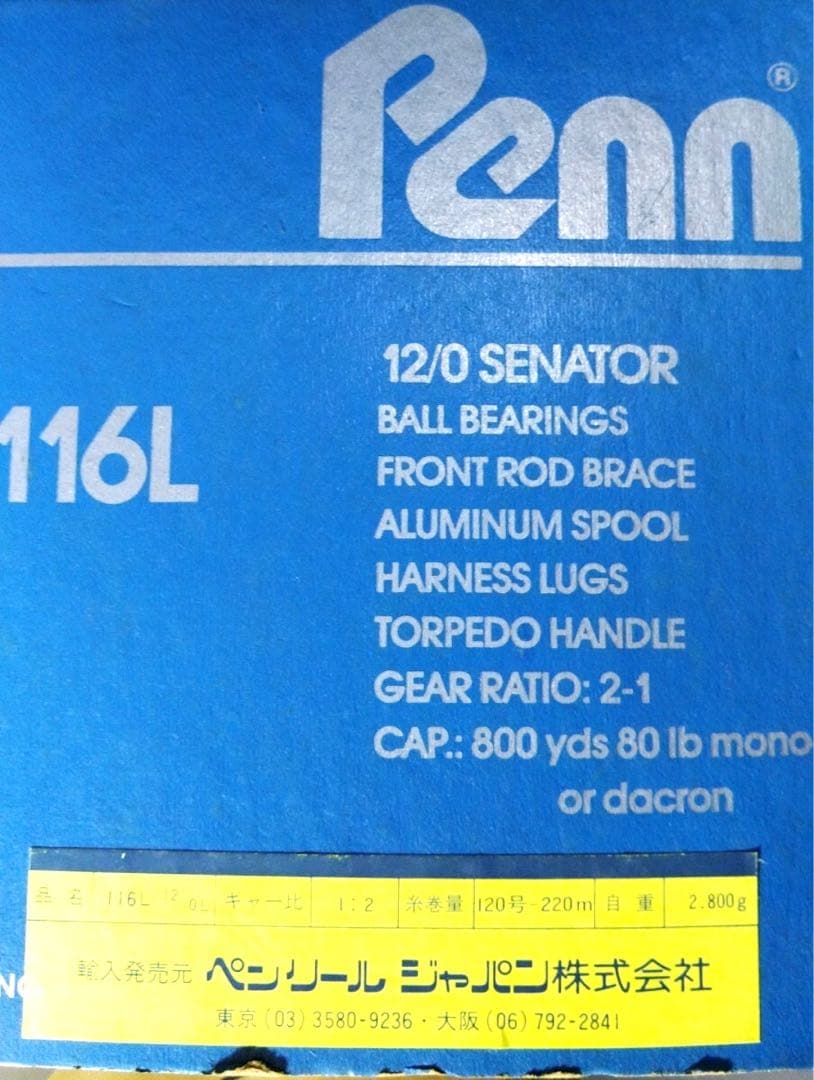 Penn®
12/0 SENATOR
116L
BALL BEARINGS
FRONT ROD BRACE
ALUMINUM SPOOL
HARNESS LUGS
TORPEDO HANDLE
GEAR RATIO: 2-1
CAP.: 800 yds 80 lb mono
or dacron
品名 116L 12/0L ギャー比 1:2 糸巻量 120号-220m 自重 2.800g
輸入発売元 ペンリール ジャパン株式会社
東京(03)3580-9236・大阪(06)792-2841